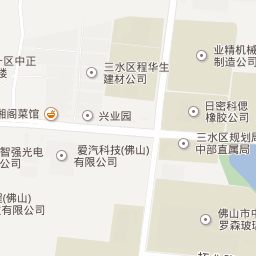 区中正
楼
三水区程华生
建材公司
业精机械
制造公司
湘阁菜馆
兴业园
日密科偲
橡胶公司
三水区规划局
中部直属局
智强光电
公司
爱汽科技(佛山)
有限公司
(佛山)
有限公司
佛山市中
罗森玻璃